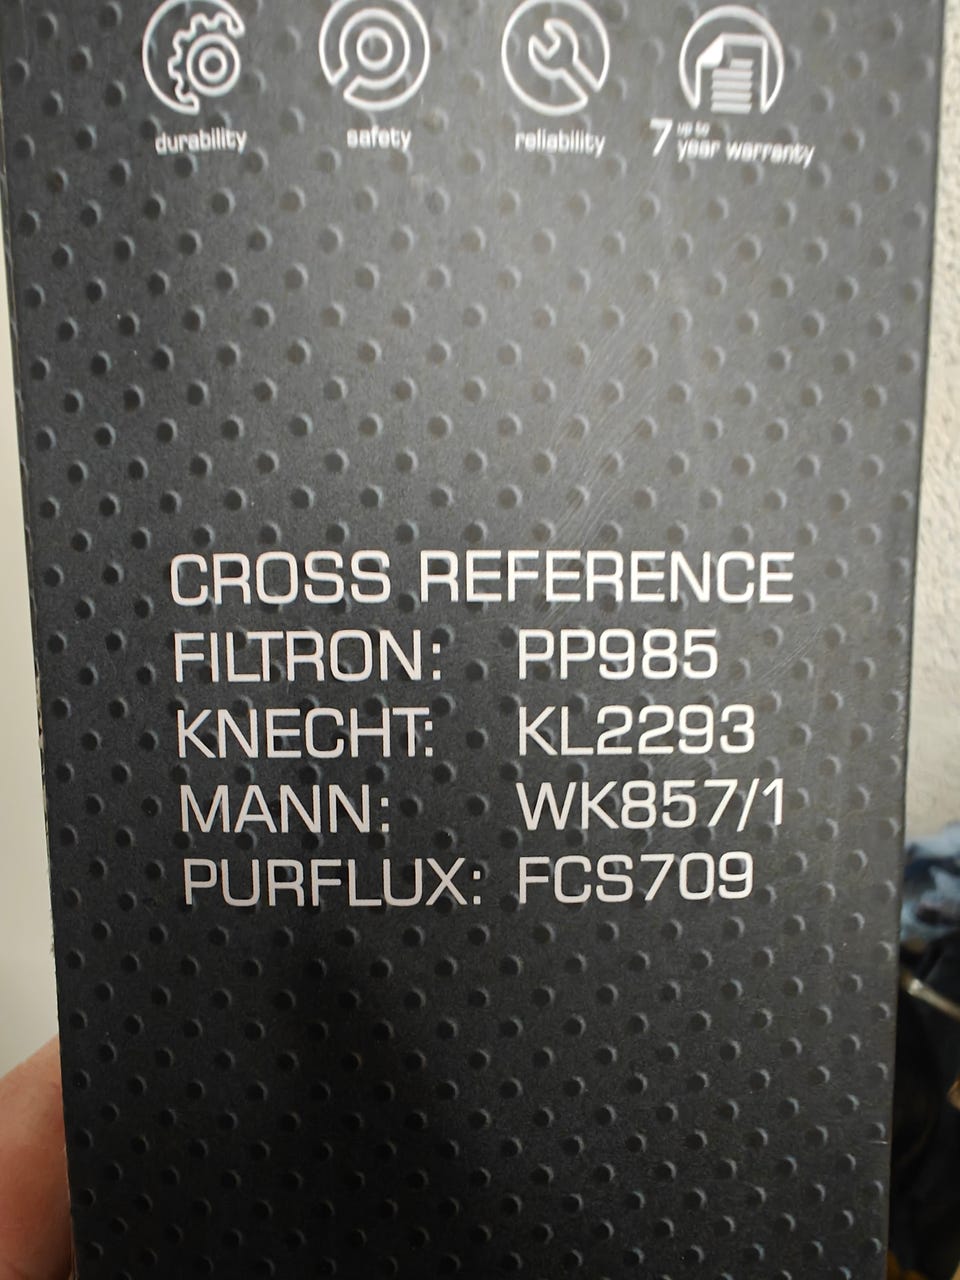 durability safety reliability 7 up to year warranty
CROSS REFERENCE
FILTRON: PP985
KNECHT: KL2293
MANN: WK857/1
PURFLUX: FCS709